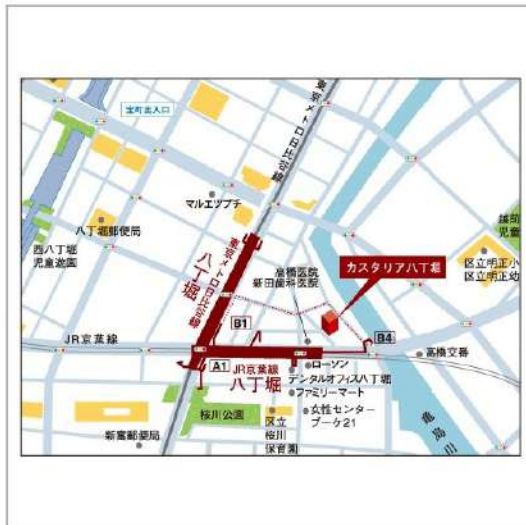 宝町出入口
東京メトロ日比谷線
マルエツプチ
八丁堀郵便局
西八丁堀
児童遊園
東京メトロ日比谷線
八丁堀
高橋医院
新田歯科医院
カスタリア八丁堀
越前
児童
区立明正小
区立明正幼
B1
B4
JR京葉線
A1
JR京葉線
八丁堀
ローソン
デンタルオフィス八丁堀
ファミリーマート
高橋交番
桜川公園
区立
桜川
保育園
女性センター
ブーケ21
新富郵便局
亀島川